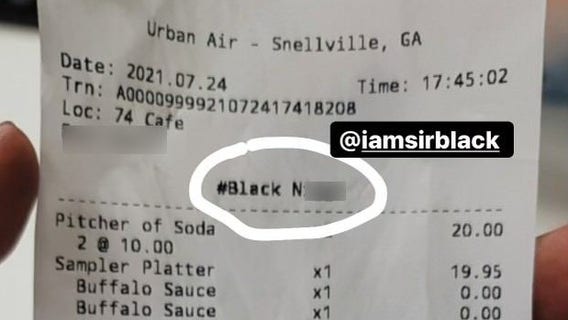 Urban Air - Snellville, GA
Date: 2021.07.24 Time: 17:45:02
Trn: A0000999921072417418208
Loc: 74 Cafe
@iamsirblack
#Black N
Pitcher of Soda 20.00
2 @ 10.00
Sampler Platter x1 19.95
Buffalo Sauce x1 0.00
Buffalo Sauce x1 0.00